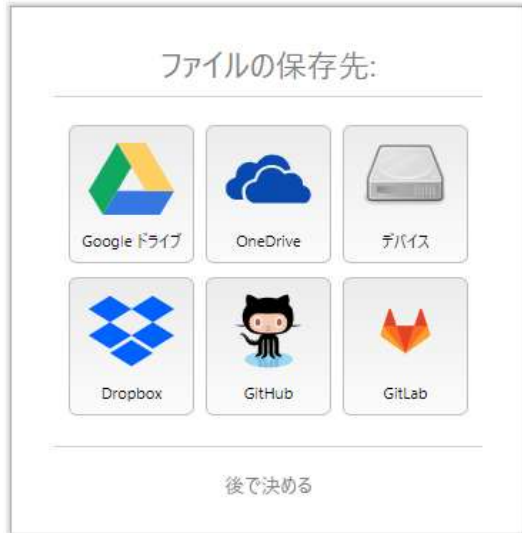 ファイルの保存先:
Google ドライブ
OneDrive
デバイス
Dropbox
GitHub
GitLab
後で決める